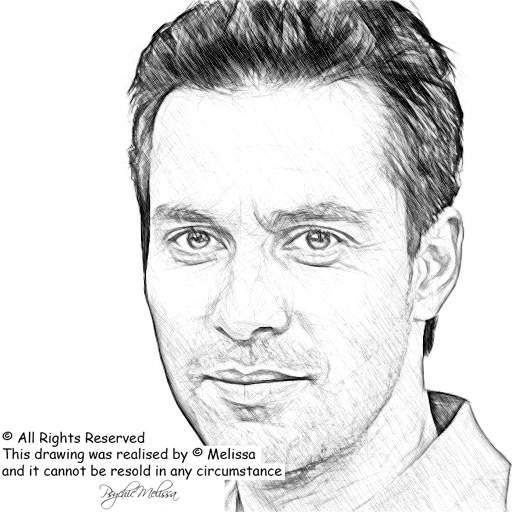 © All Rights Reserved
This drawing was realised by © Melissa
and it cannot be resold in any circumstance
Psychic Melissa